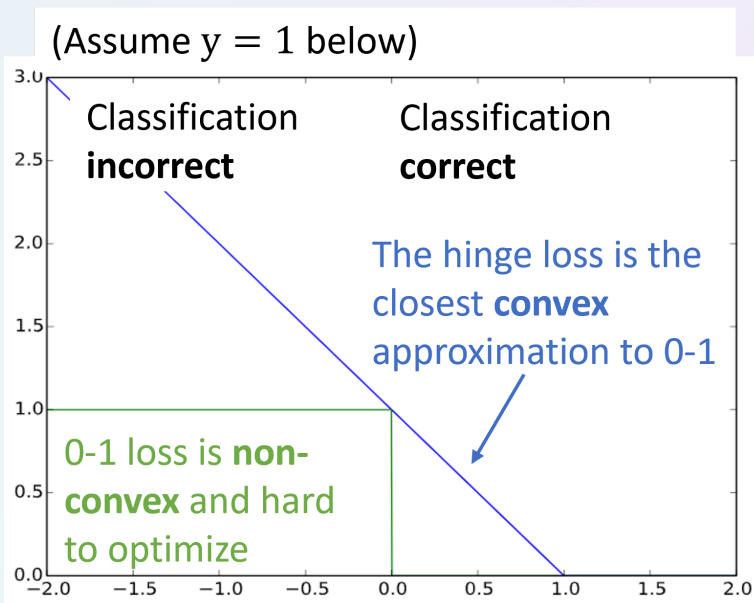 (Assume y = 1 below)
3.0
Classification
incorrect
Classification
correct
2.5
2.0
The hinge loss is the
closest convex
approximation to 0-1
1.5
1.0
0-1 loss is non-
convex and hard
to optimize
0.5
0.0
−2.0 −1.5 −1.0 −0.5 0.0 0.5 1.0 1.5 2.0